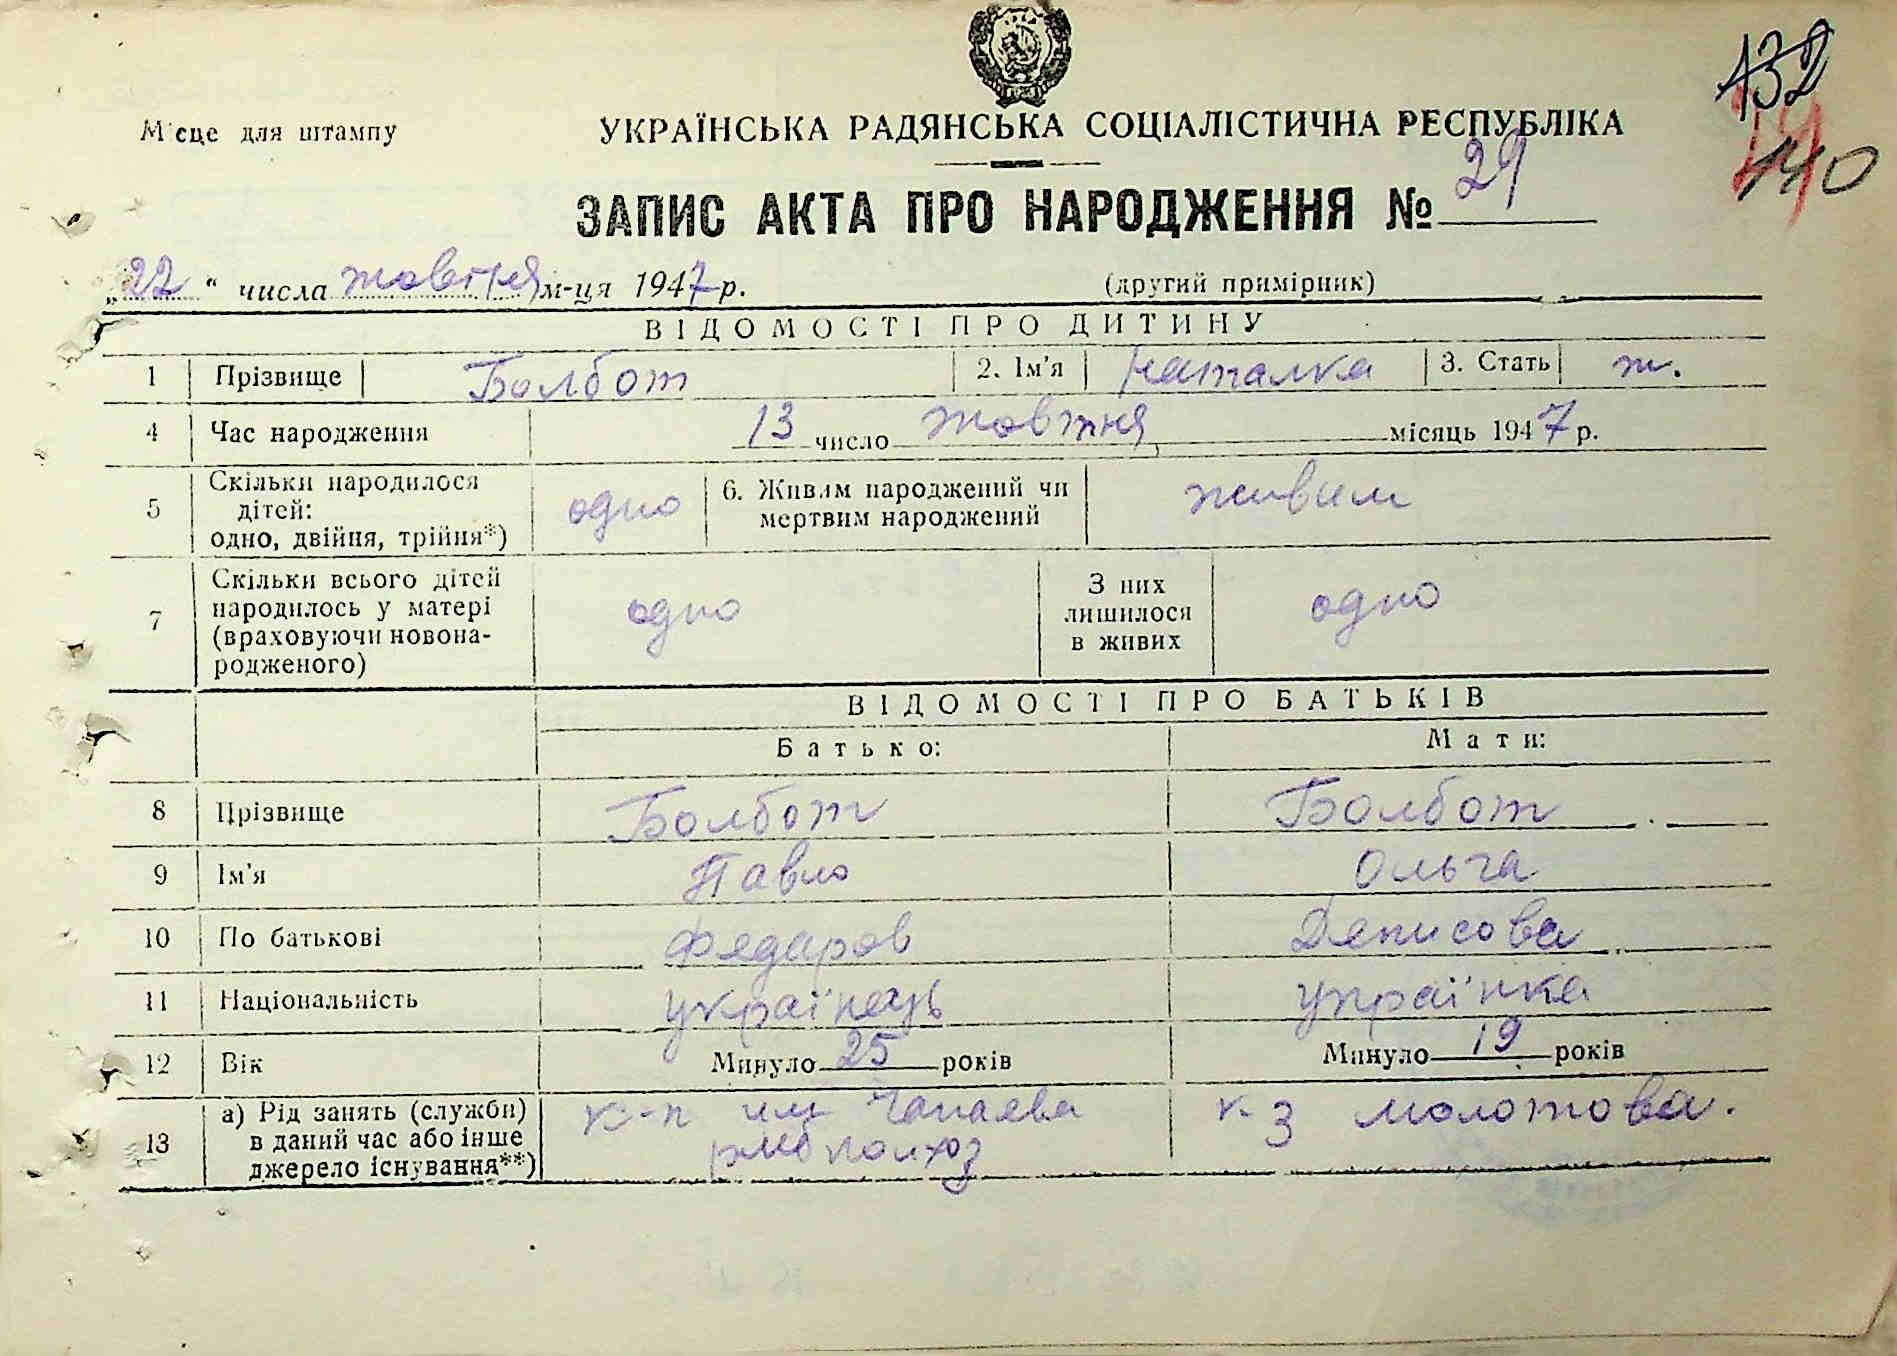 132
140
Місце для штампу
УКРАЇНСЬКА РАДЯНСЬКА СОЦІАЛІСТИЧНА РЕСПУБЛІКА
ЗАПИС АКТА ПРО НАРОДЖЕННЯ № 29
„22“ числа жовтня м-ця 1947 р. (другий примірник)
ВІДОМОСТІ ПРО ДИТИНУ
1 Прізвище Болбот 2. Ім'я Наталка 3. Стать ж.
4 Час народження 13 число жовтня місяць 1947 р.
5 Скільки народилося дітей: одно, двійня, трійня*) одно 6. Живим народжений чи мертвим народжений живим
7 Скільки всього дітей народилось у матері (враховуючи новонародженого) одно З них лишилося в живих одно
ВІДОМОСТІ ПРО БАТЬКІВ
Батько: Мати:
8 Прізвище Болбот Болбот
9 Ім'я Павло Ольга
10 По батькові Федаров Денисова
11 Національність українець українка
12 Вік Минуло 25 років Минуло 19 років
13 а) Рід занять (служби) в даний час або інше джерело існування**) к-п им Чапаева к-з молотова.